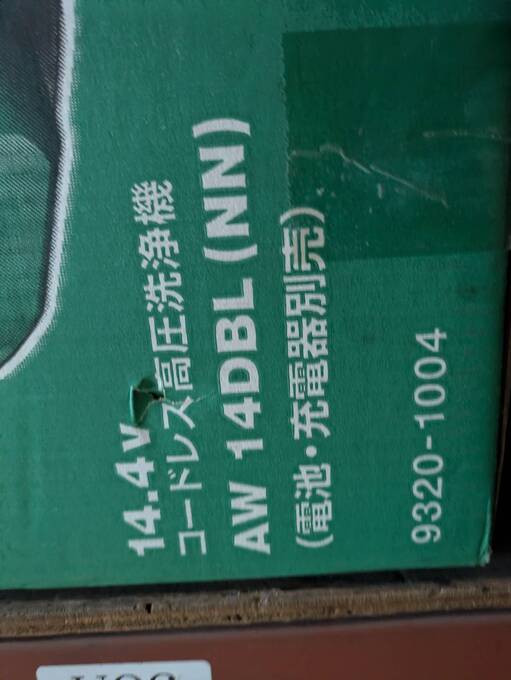 14.4V
コードレス高圧洗浄機
AW 14DBL (NN)
(電池・充電器別売)
9320-1004